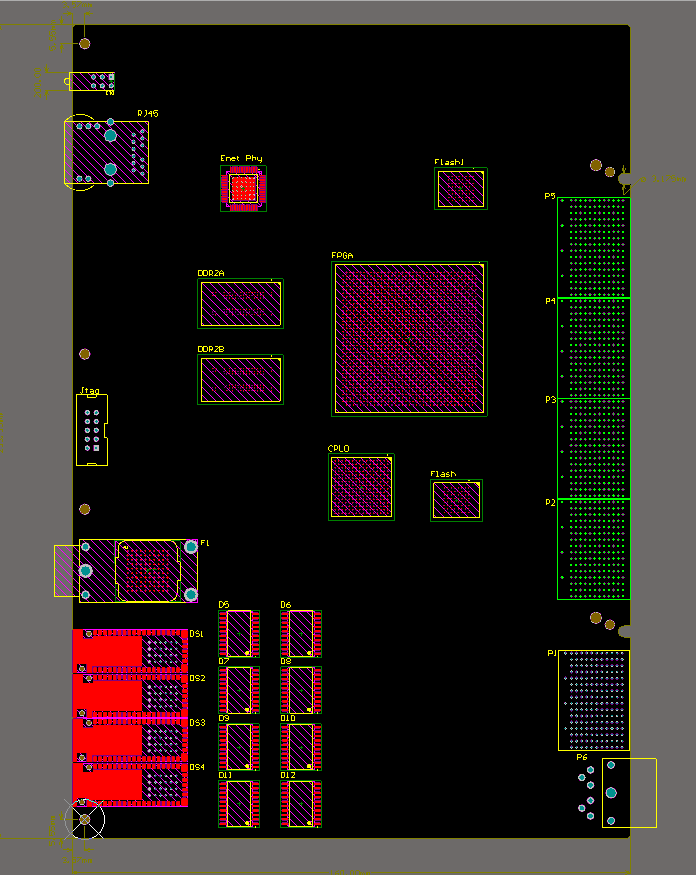 RJ45
Enet Phy
Flash1
P5
FPGA
DDR2A
P4
DDR2B
Jtag
P3
CPLD
Flash
P2
F1
D5 D6
DS1
P1
D7 D8
DS2
D9 D10
DS3
P6
DS4
D11 D12